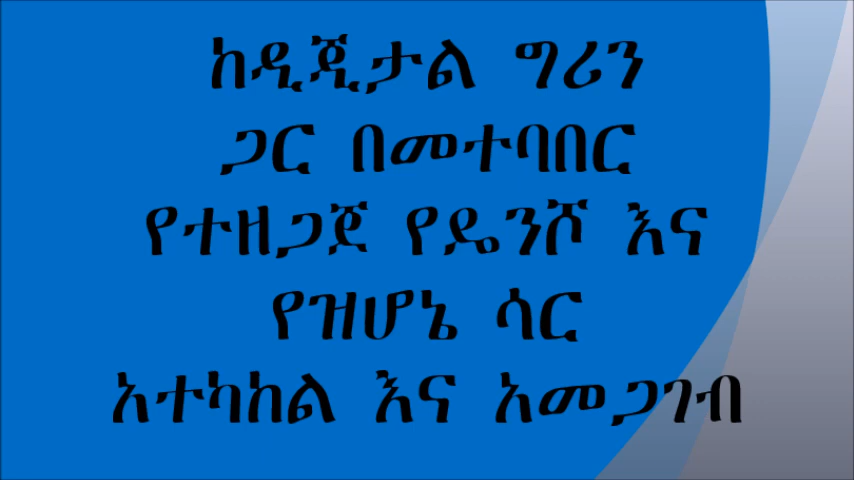 ከዲጂታል ግሪን
ጋር በመተባበር
የተዘጋጀ የዴንሾ እና
የዝሆኔ ሳር
አተካከል እና አመጋገብ